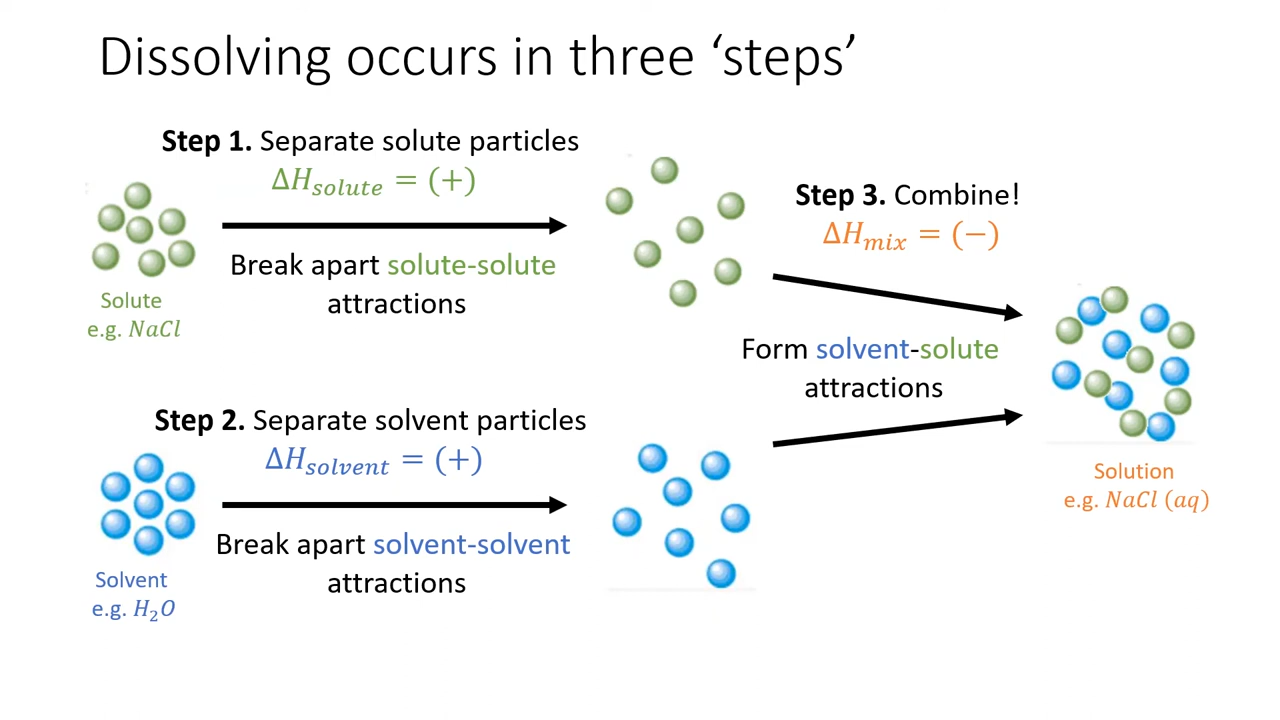 Dissolving occurs in three ‘steps’
Step 1. Separate solute particles
ΔH_solute = (+)
Break apart solute-solute
attractions
Solute
e.g. NaCl
Step 2. Separate solvent particles
ΔH_solvent = (+)
Break apart solvent-solvent
attractions
Solvent
e.g. H₂O
Step 3. Combine!
ΔH_mix = (−)
Form solvent-solute
attractions
Solution
e.g. NaCl (aq)